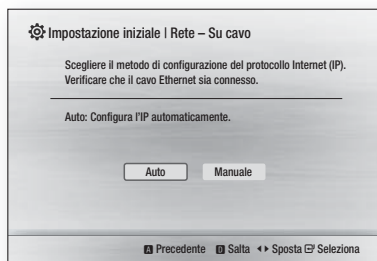 Impostazione iniziale | Rete – Su cavo
Scegliere il metodo di configurazione del protocollo Internet (IP).
Verificare che il cavo Ethernet sia connesso.
Auto: Configura l'IP automaticamente.
Auto Manuale
A Precedente D Salta Sposta Seleziona